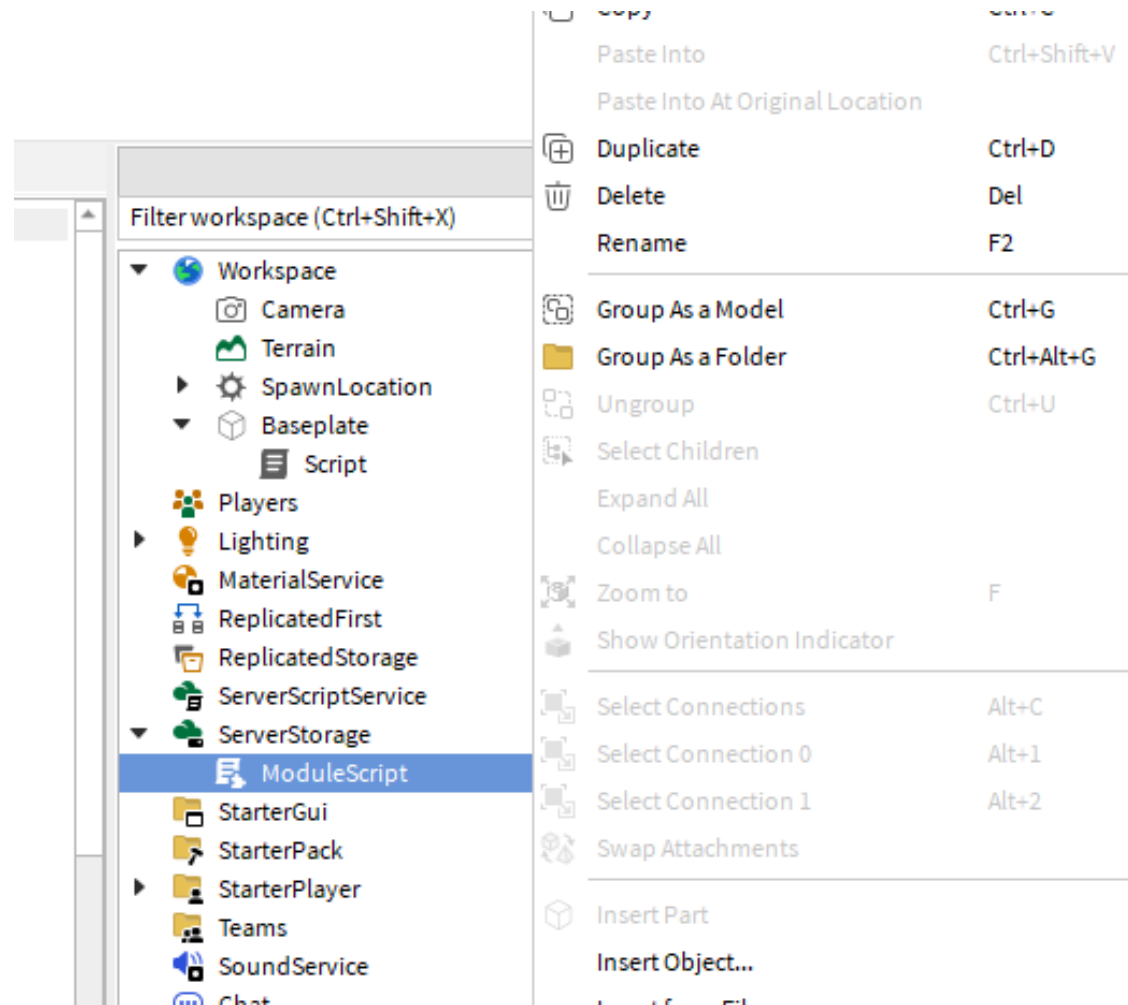 Copy Ctrl+C
Paste Into Ctrl+Shift+V
Paste Into At Original Location
Duplicate Ctrl+D
Delete Del
Rename F2
Group As a Model Ctrl+G
Group As a Folder Ctrl+Alt+G
Ungroup Ctrl+U
Select Children
Expand All
Collapse All
Zoom to F
Show Orientation Indicator
Select Connections Alt+C
Select Connection 0 Alt+1
Select Connection 1 Alt+2
Swap Attachments
Insert Part
Insert Object...
Filter workspace (Ctrl+Shift+X)
Workspace
Camera
Terrain
SpawnLocation
Baseplate
Script
Players
Lighting
MaterialService
ReplicatedFirst
ReplicatedStorage
ServerScriptService
ServerStorage
ModuleScript
StarterGui
StarterPack
StarterPlayer
Teams
SoundService
Chat